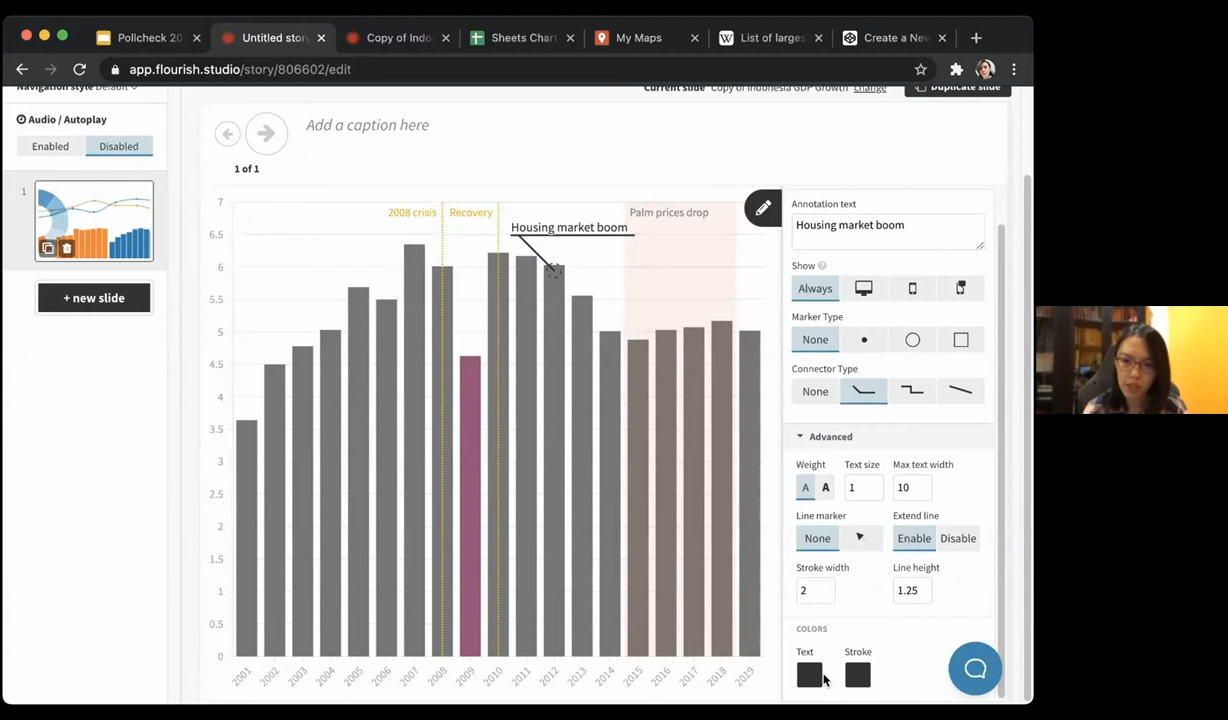 Pollcheck 20
Untitled stor
Copy of Indo
Sheets Chart
My Maps
List of larges
Create a New
app.flourish.studio/story/806602/edit
Navigation style Default
Current slide Copy of Indonesia GDP Growth change
Duplicate slide
Audio / Autoplay
Enabled Disabled
1
+ new slide
Add a caption here
1 of 1
7
6.5
6
5.5
5
4.5
4
3.5
3
2.5
2
1.5
1
0.5
0
2008 crisis
Recovery
Housing market boom
Palm prices drop
2001 2002 2003 2004 2005 2006 2007 2008 2009 2010 2011 2012 2013 2014 2015 2016 2017 2018 2019
Annotation text
Housing market boom
Show
Always
Marker Type
None
Connector Type
None
Advanced
Weight Text size Max text width
A A 1 10
Line marker Extend line
None Enable Disable
Stroke width Line height
2 1.25
COLORS
Text Stroke